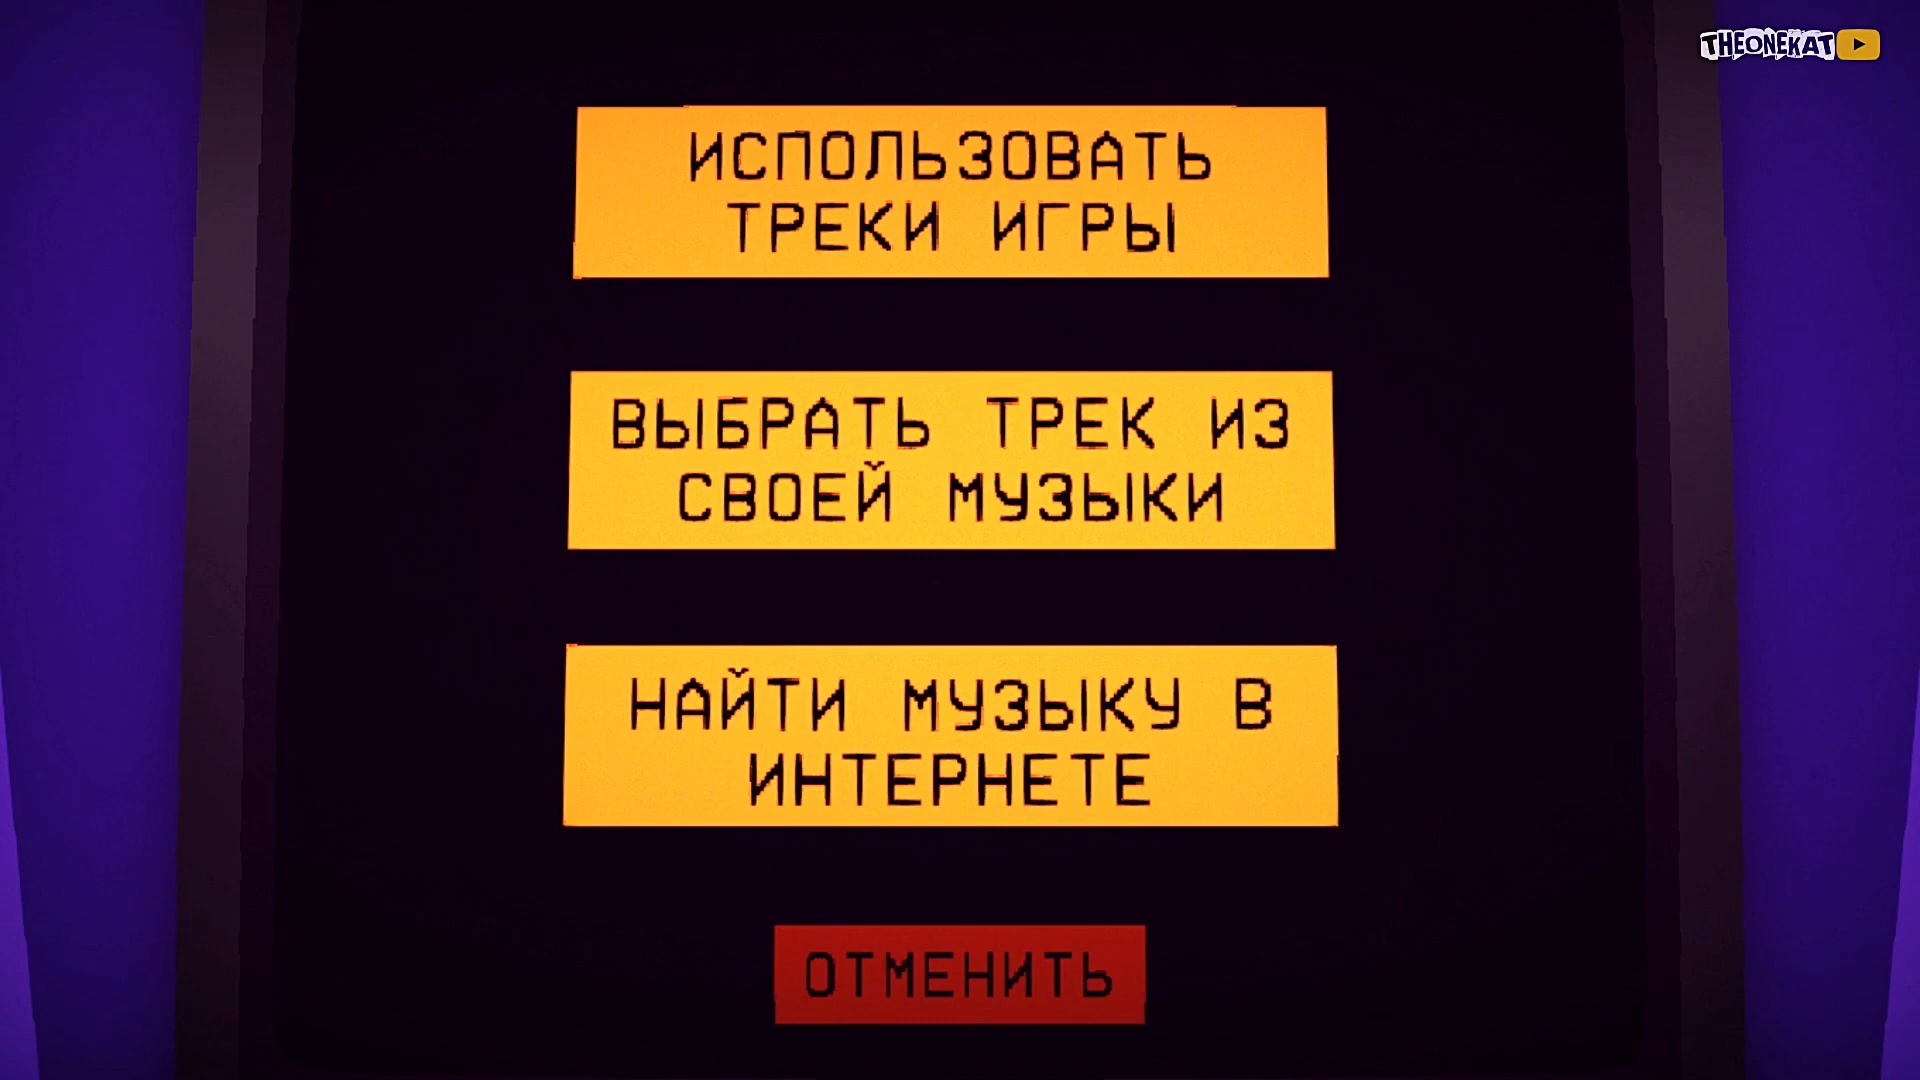 THEONEKAT
ИСПОЛЬЗОВАТЬ
ТРЕКИ ИГРЫ
ВЫБРАТЬ ТРЕК ИЗ
СВОЕЙ МУЗЫКИ
НАЙТИ МУЗЫКУ В
ИНТЕРНЕТЕ
ОТМЕНИТЬ